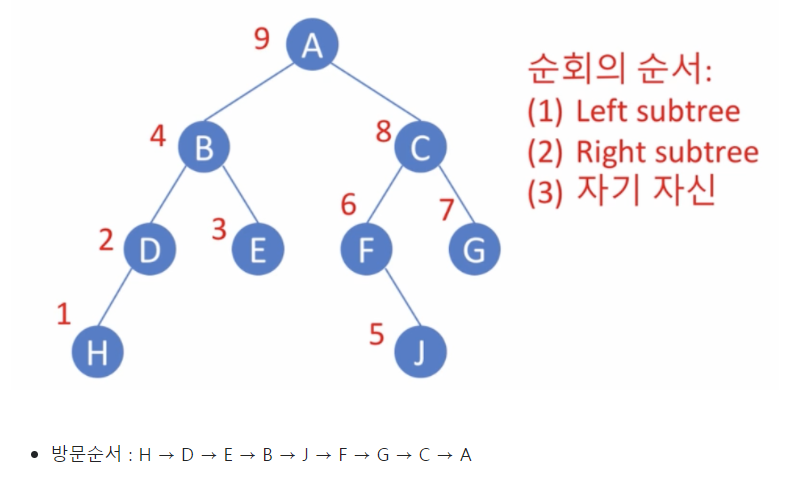 9 A
순회의 순서:
(1) Left subtree
4 B 8 C
(2) Right subtree
(3) 자기 자신
2 D 3 E 6 F 7 G
1 H 5 J
• 방문순서 : H → D → E → B → J → F → G → C → A